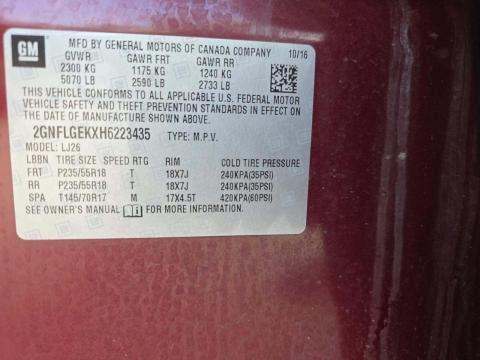 GM
MFD BY GENERAL MOTORS OF CANADA COMPANY 10/16
GVWR GAWR FRT GAWR RR
2300 KG 1175 KG 1240 KG
5070 LB 2590 LB 2733 LB
THIS VEHICLE CONFORMS TO ALL APPLICABLE U.S. FEDERAL MOTOR
VEHICLE SAFETY AND THEFT PREVENTION STANDARDS IN EFFECT ON
THE DATE OF MANUFACTURE SHOWN ABOVE.
2GNFLGEKXH6223435 TYPE: M.P.V.
MODEL: LJ26
LBBN TIRE SIZE SPEED RTG RIM COLD TIRE PRESSURE
FRT P235/55R18 T 18X7J 240KPA(35PSI)
RR P235/55R18 T 18X7J 240KPA(35PSI)
SPA T145/70R17 M 17X4.5T 420KPA(60PSI)
SEE OWNER'S MANUAL FOR MORE INFORMATION.